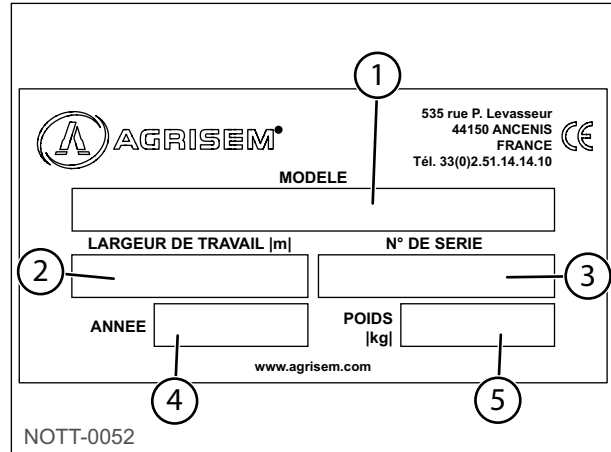 1
AGRISEM
535 rue P. Levasseur
44150 ANCENIS
FRANCE
Tél. 33(0)2.51.14.14.10
CE
MODELE
LARGEUR DE TRAVAIL |m|
N° DE SERIE
2
3
ANNEE
POIDS
|kg|
www.agrisem.com
4
5
NOTT-0052